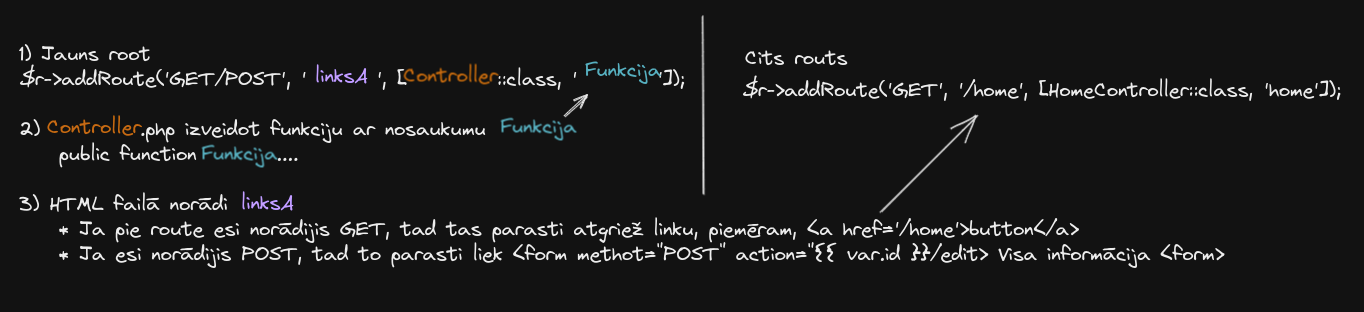 1) Jauns root
$r->addRoute('GET/POST', ' linksA ', [Controller::class, ' Funkcija']);
2) Controller.php izveidot funkciju ar nosaukumu Funkcija
public function Funkcija....
3) HTML failā norādi linksA
* Ja pie route esi norādijis GET, tad tas parasti atgriež linku, piemēram, <a href='/home'>button</a>
* Ja esi norādijis POST, tad to parasti liek <form methot="POST" action="{{ var.id }}/edit> Visa informācija <form>
Cits routs
$r->addRoute('GET', '/home', [HomeController::class, 'home']);